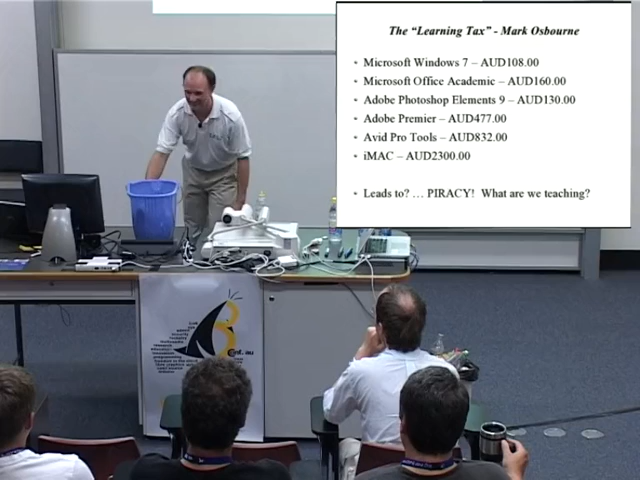 The "Learning Tax" - Mark Osbourne
• Microsoft Windows 7 – AUD108.00
• Microsoft Office Academic – AUD160.00
• Adobe Photoshop Elements 9 – AUD130.00
• Adobe Premier – AUD477.00
• Avid Pro Tools – AUD832.00
• iMAC – AUD2300.00
• Leads to? … PIRACY! What are we teaching?